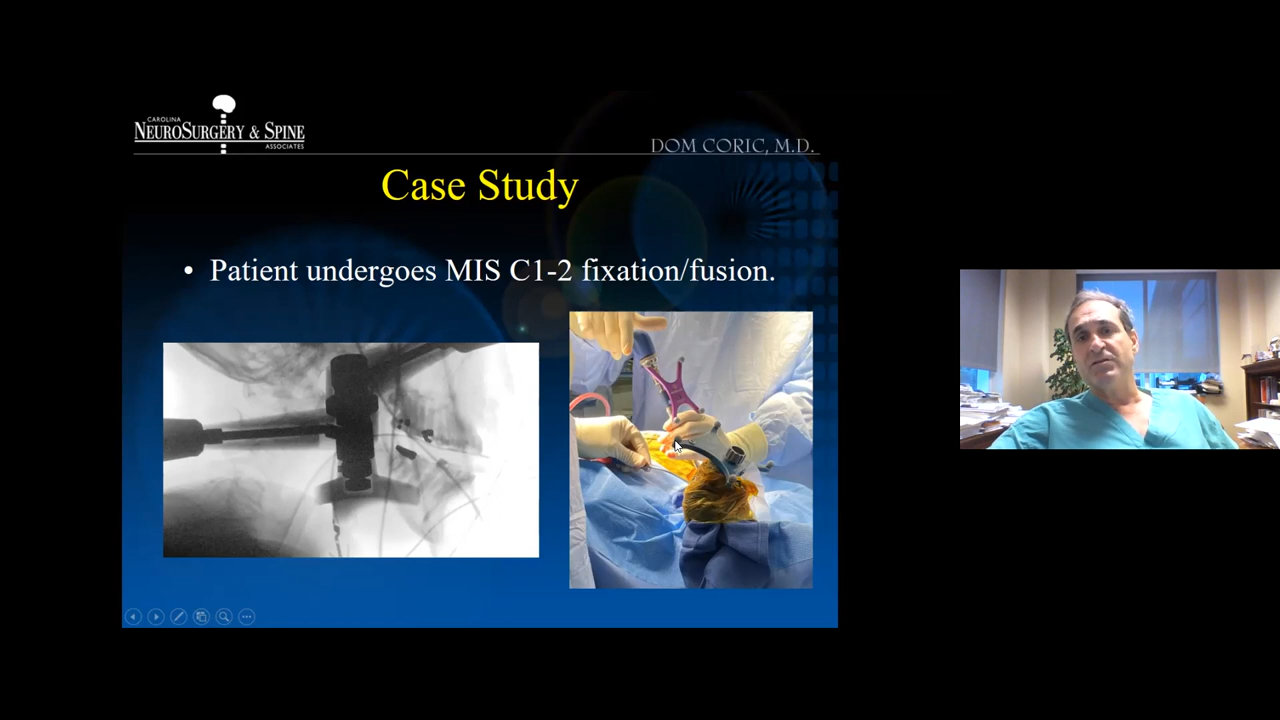 CAROLINA
NEUROSURGERY & SPINE
ASSOCIATES
DOM CORIC, M.D.
Case Study
• Patient undergoes MIS C1-2 fixation/fusion.